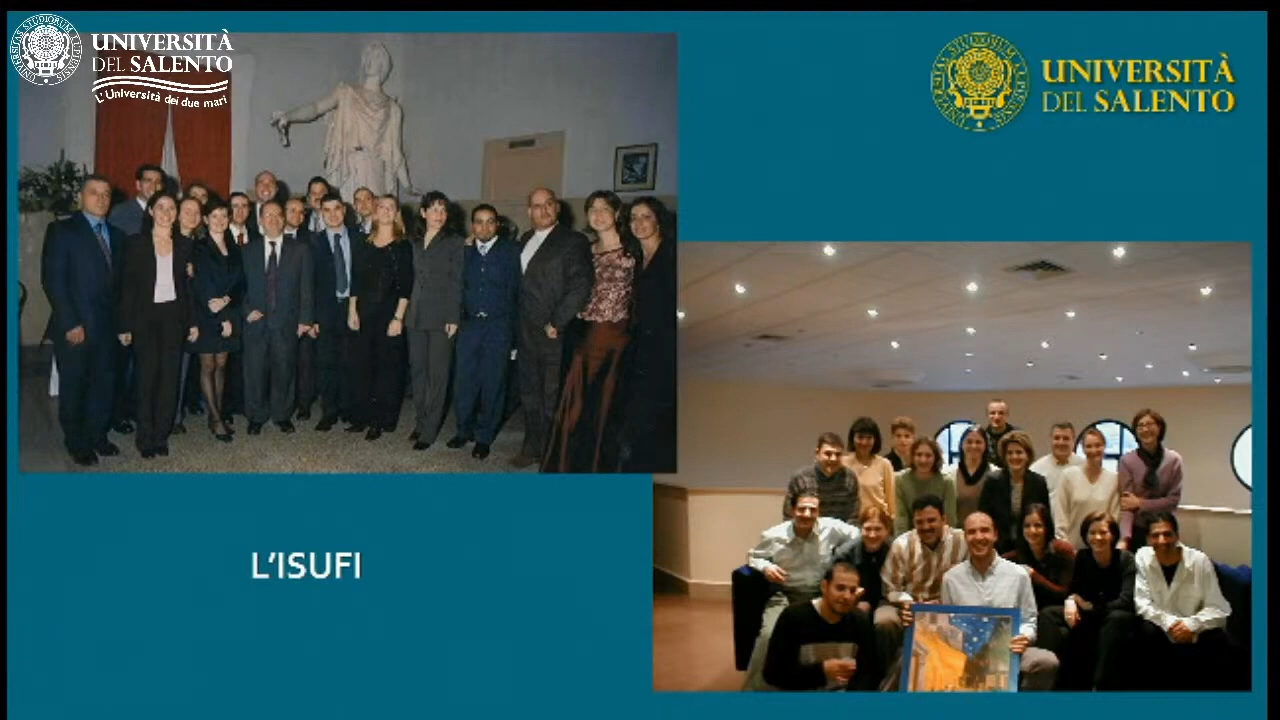 UNIVERSITÀ
DEL SALENTO
L'Università dei due mari
UNIVERSITÀ
DEL SALENTO
L'ISUFI